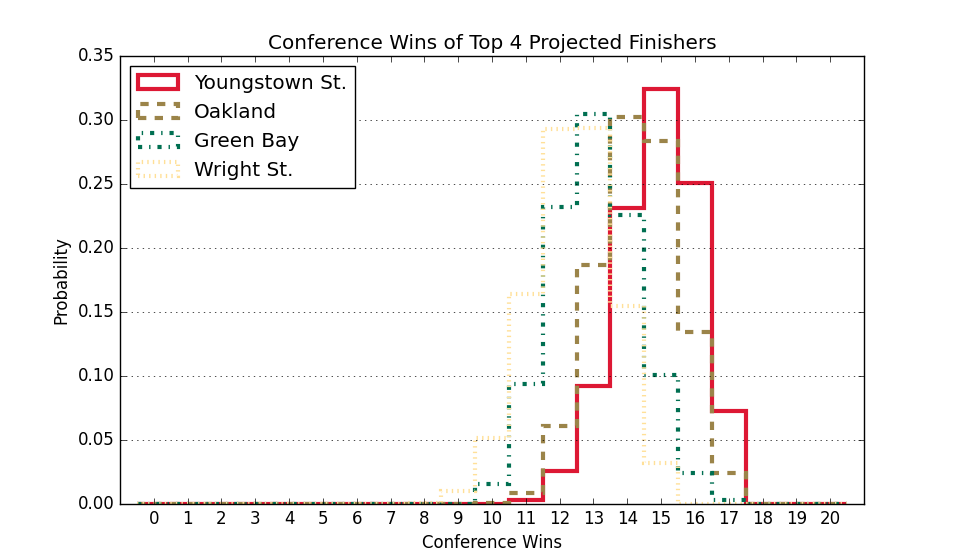 Conference Wins of Top 4 Projected Finishers
Youngstown St.
Oakland
Green Bay
Wright St.
0.35
0.30
0.25
0.20
0.15
0.10
0.05
0.00
Probability
0 1 2 3 4 5 6 7 8 9 10 11 12 13 14 15 16 17 18 19 20
Conference Wins